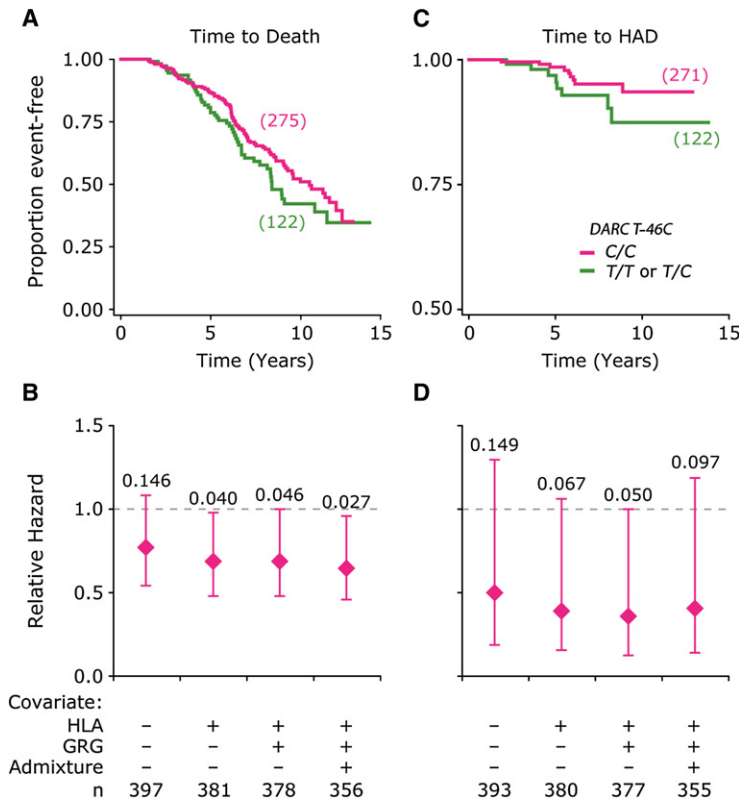 A
Time to Death
1.00
0.75
0.50
0.25
0.00
Proportion event-free
(275)
(122)
0 5 10 15
Time (Years)
C
Time to HAD
1.00
0.75
0.50
(271)
(122)
DARC T-46C
C/C
T/T or T/C
0 5 10 15
Time (Years)
B
1.5
1.0
0.5
0.0
Relative Hazard
0.146 0.040 0.046 0.027
D
0.149 0.067 0.050 0.097
Covariate:
HLA – + + + – + + +
GRG – – + + – – + +
Admixture – – – + – – – +
n 397 381 378 356 393 380 377 355